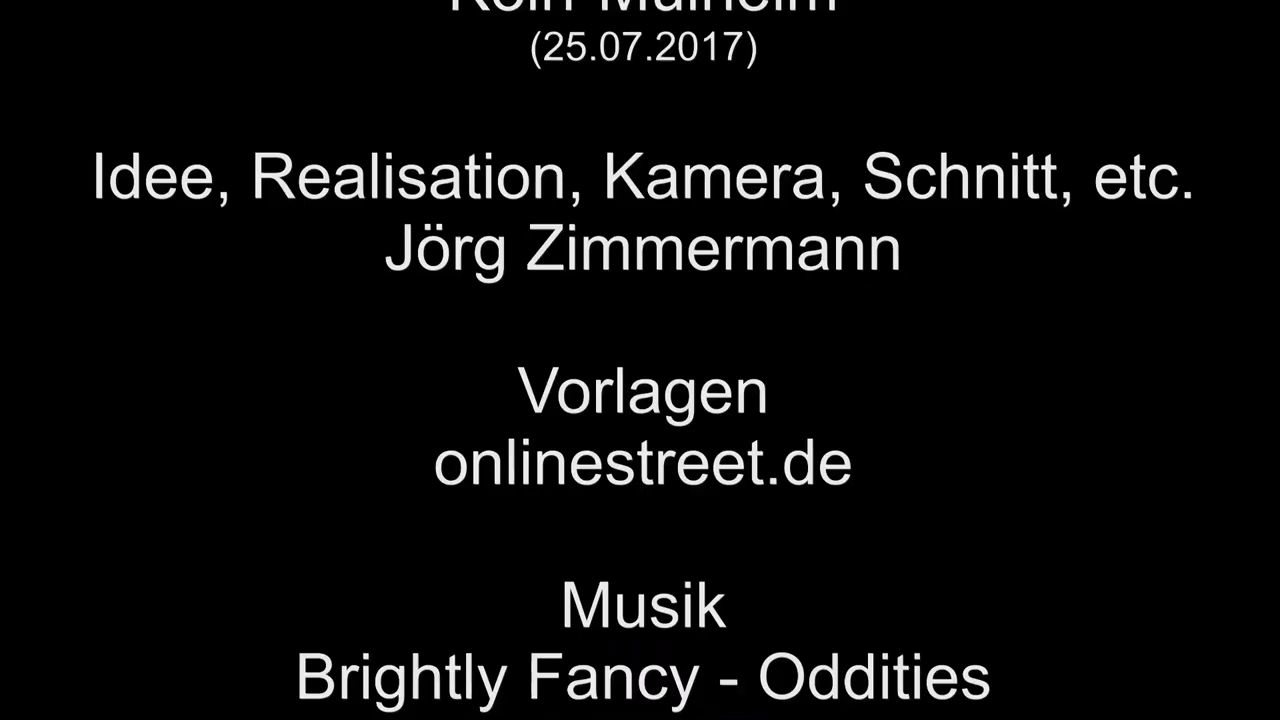 (25.07.2017)
Idee, Realisation, Kamera, Schnitt, etc.
Jörg Zimmermann
Vorlagen
onlinestreet.de
Musik
Brightly Fancy - Oddities